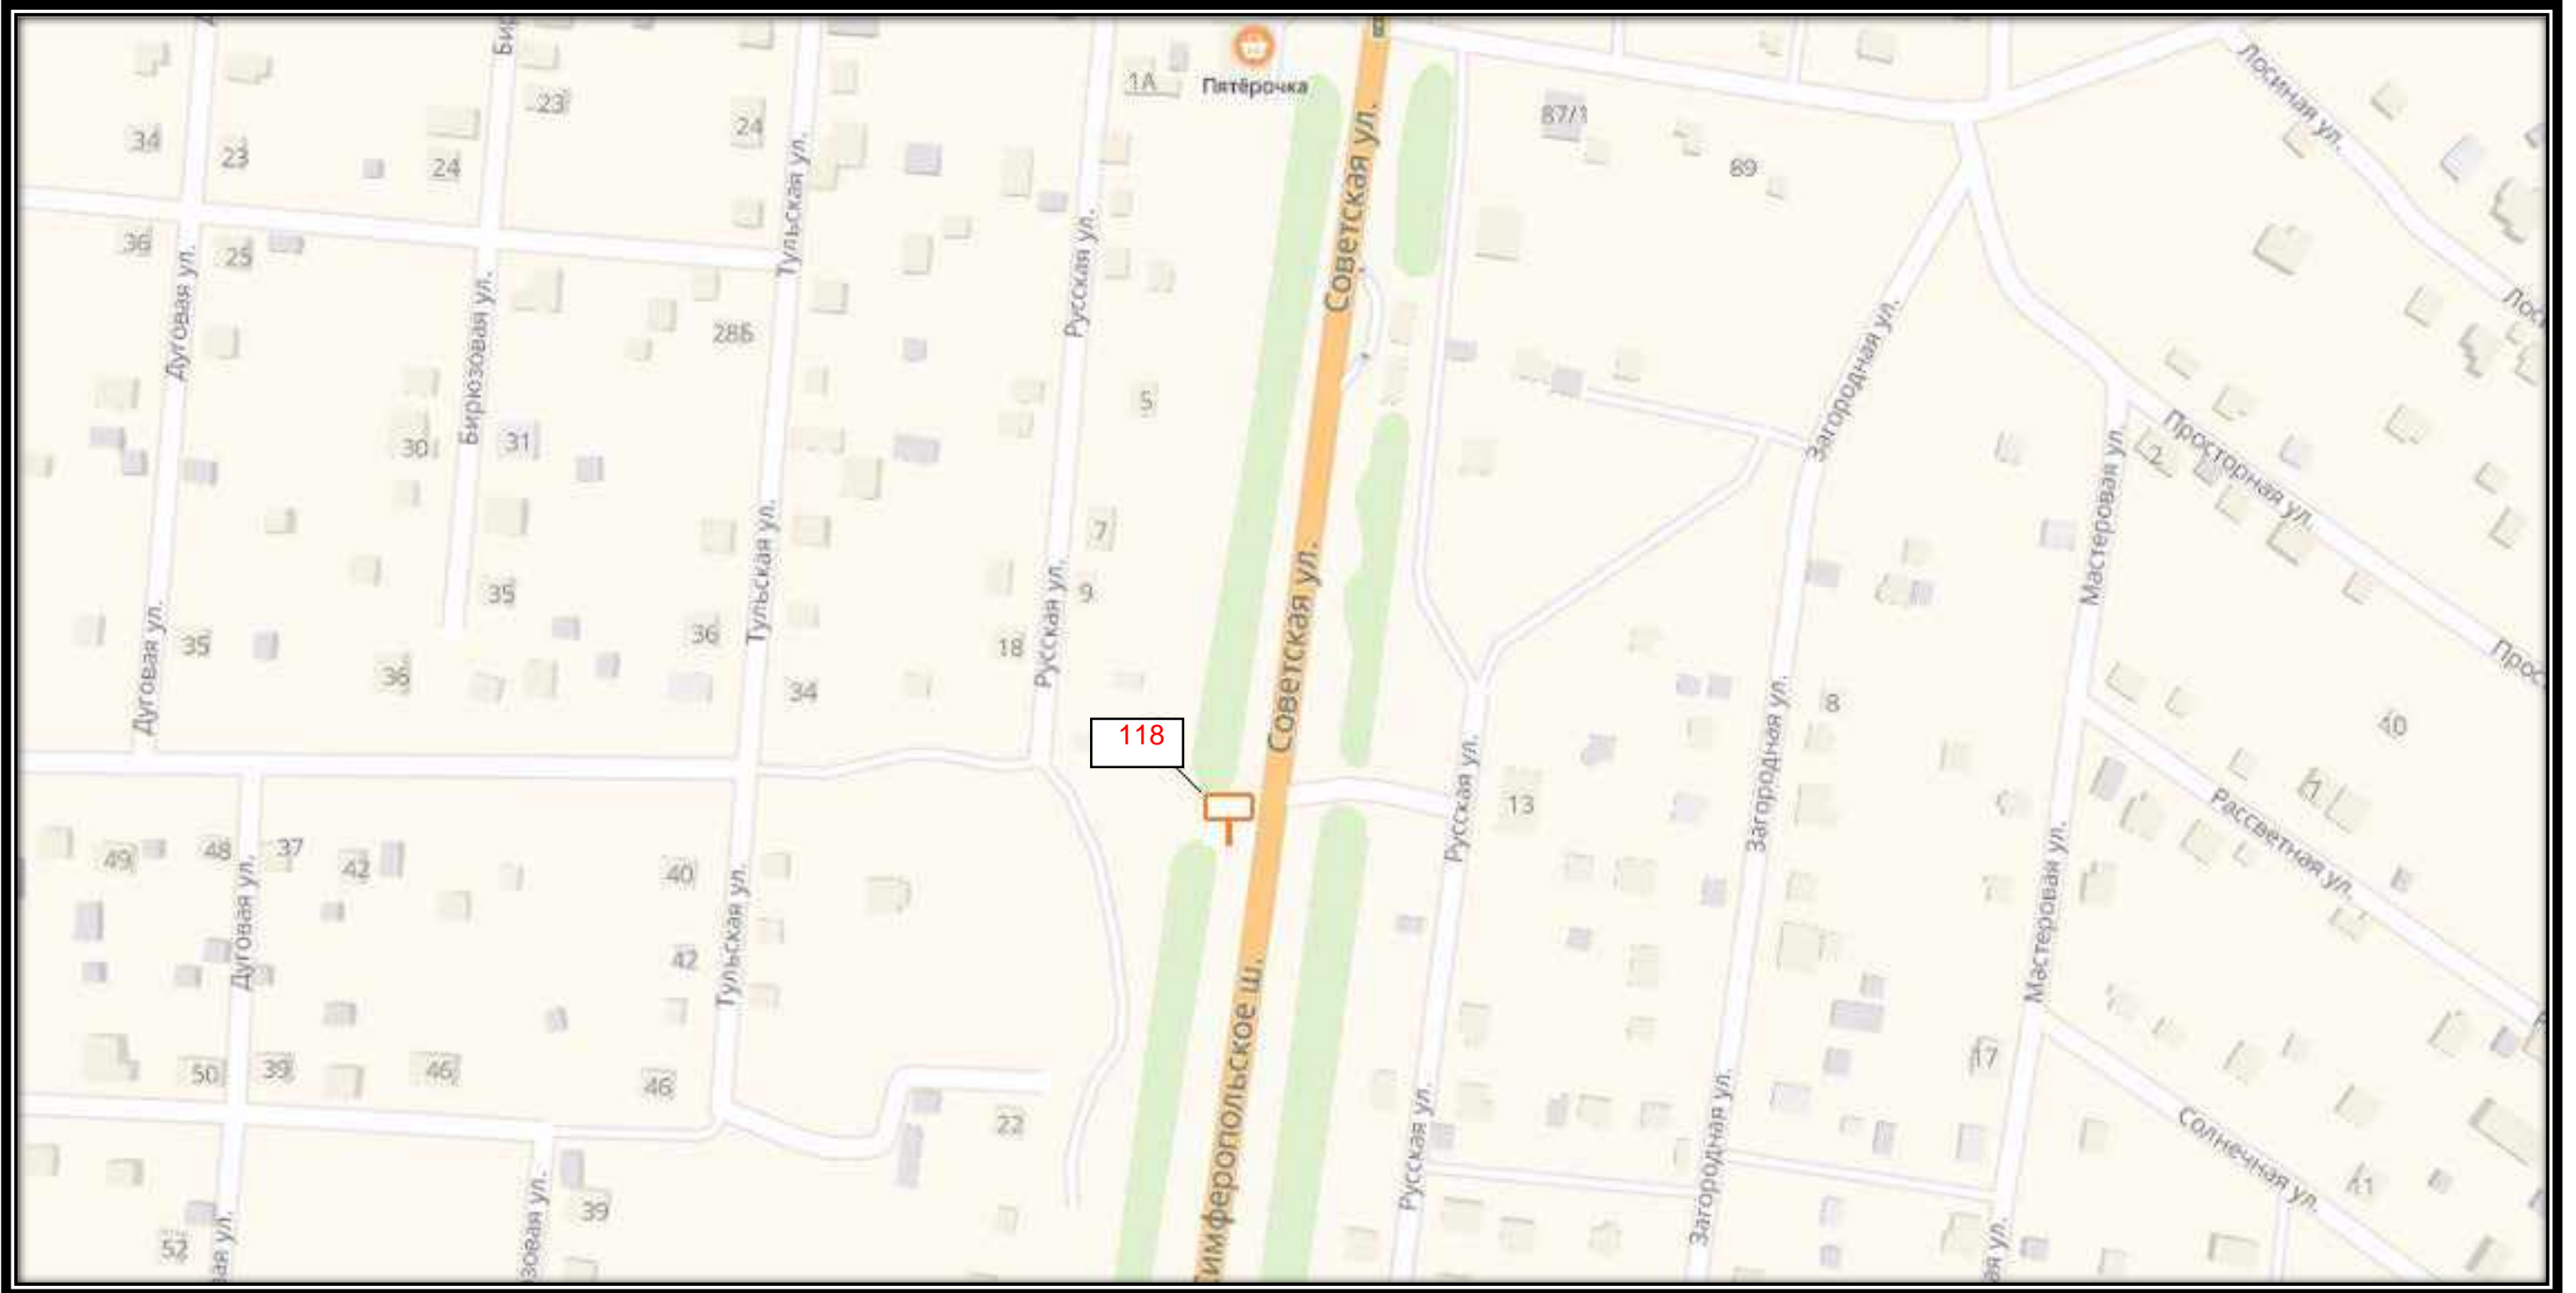 1А
Пятёрочка
Лосиная ул.
23
34
23
24
24
87/1
89
Тульская ул.
Советская ул.
36
25
Дуговая ул.
Русская ул.
Бирюзовая ул.
28Б
Загородная ул.
5
30
31
2
Просторная ул.
Мастеровая ул.
7
Тульская ул.
Русская ул.
9
35
35
36
36
18
34
Дуговая ул.
Советская ул.
8
40
118
Русская ул.
Загородная ул.
13
11
Рассветная ул.
49
48
37
42
40
Дуговая ул.
Тульская ул.
Мастеровая ул.
42
50
39
46
46
17
22
Симферопольское ш.
Русская ул.
Загородная ул.
Солнечная ул.
39
52